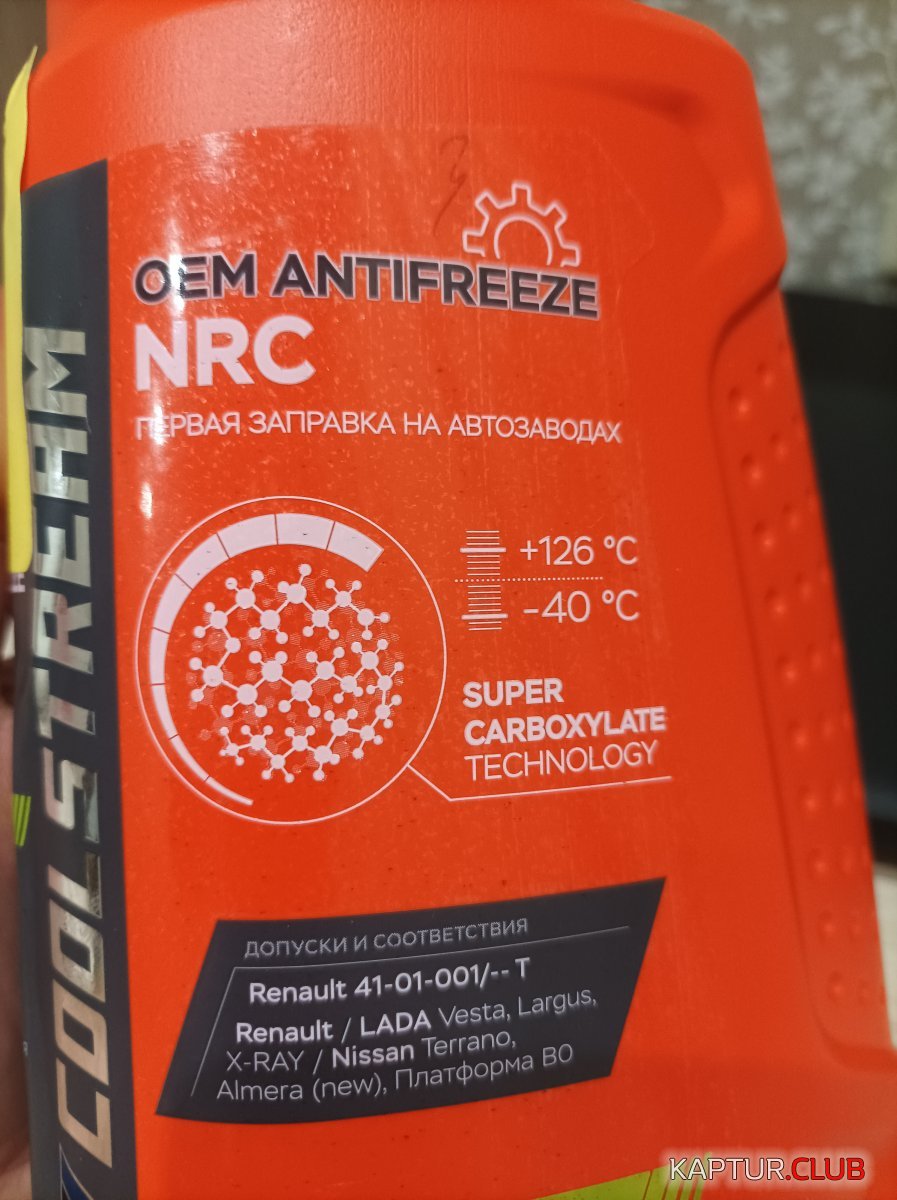 OEM ANTIFREEZE
NRC
ПЕРВАЯ ЗАПРАВКА НА АВТОЗАВОДАХ
COOLSTREAM
+126 °C
-40 °C
SUPER
CARBOXYLATE
TECHNOLOGY
ДОПУСКИ И СООТВЕТСТВИЯ
Renault 41-01-001/-- T
Renault / LADA Vesta, Largus,
X-RAY / Nissan Terrano,
Almera (new), Платформа B0
KAPTUR.CLUB